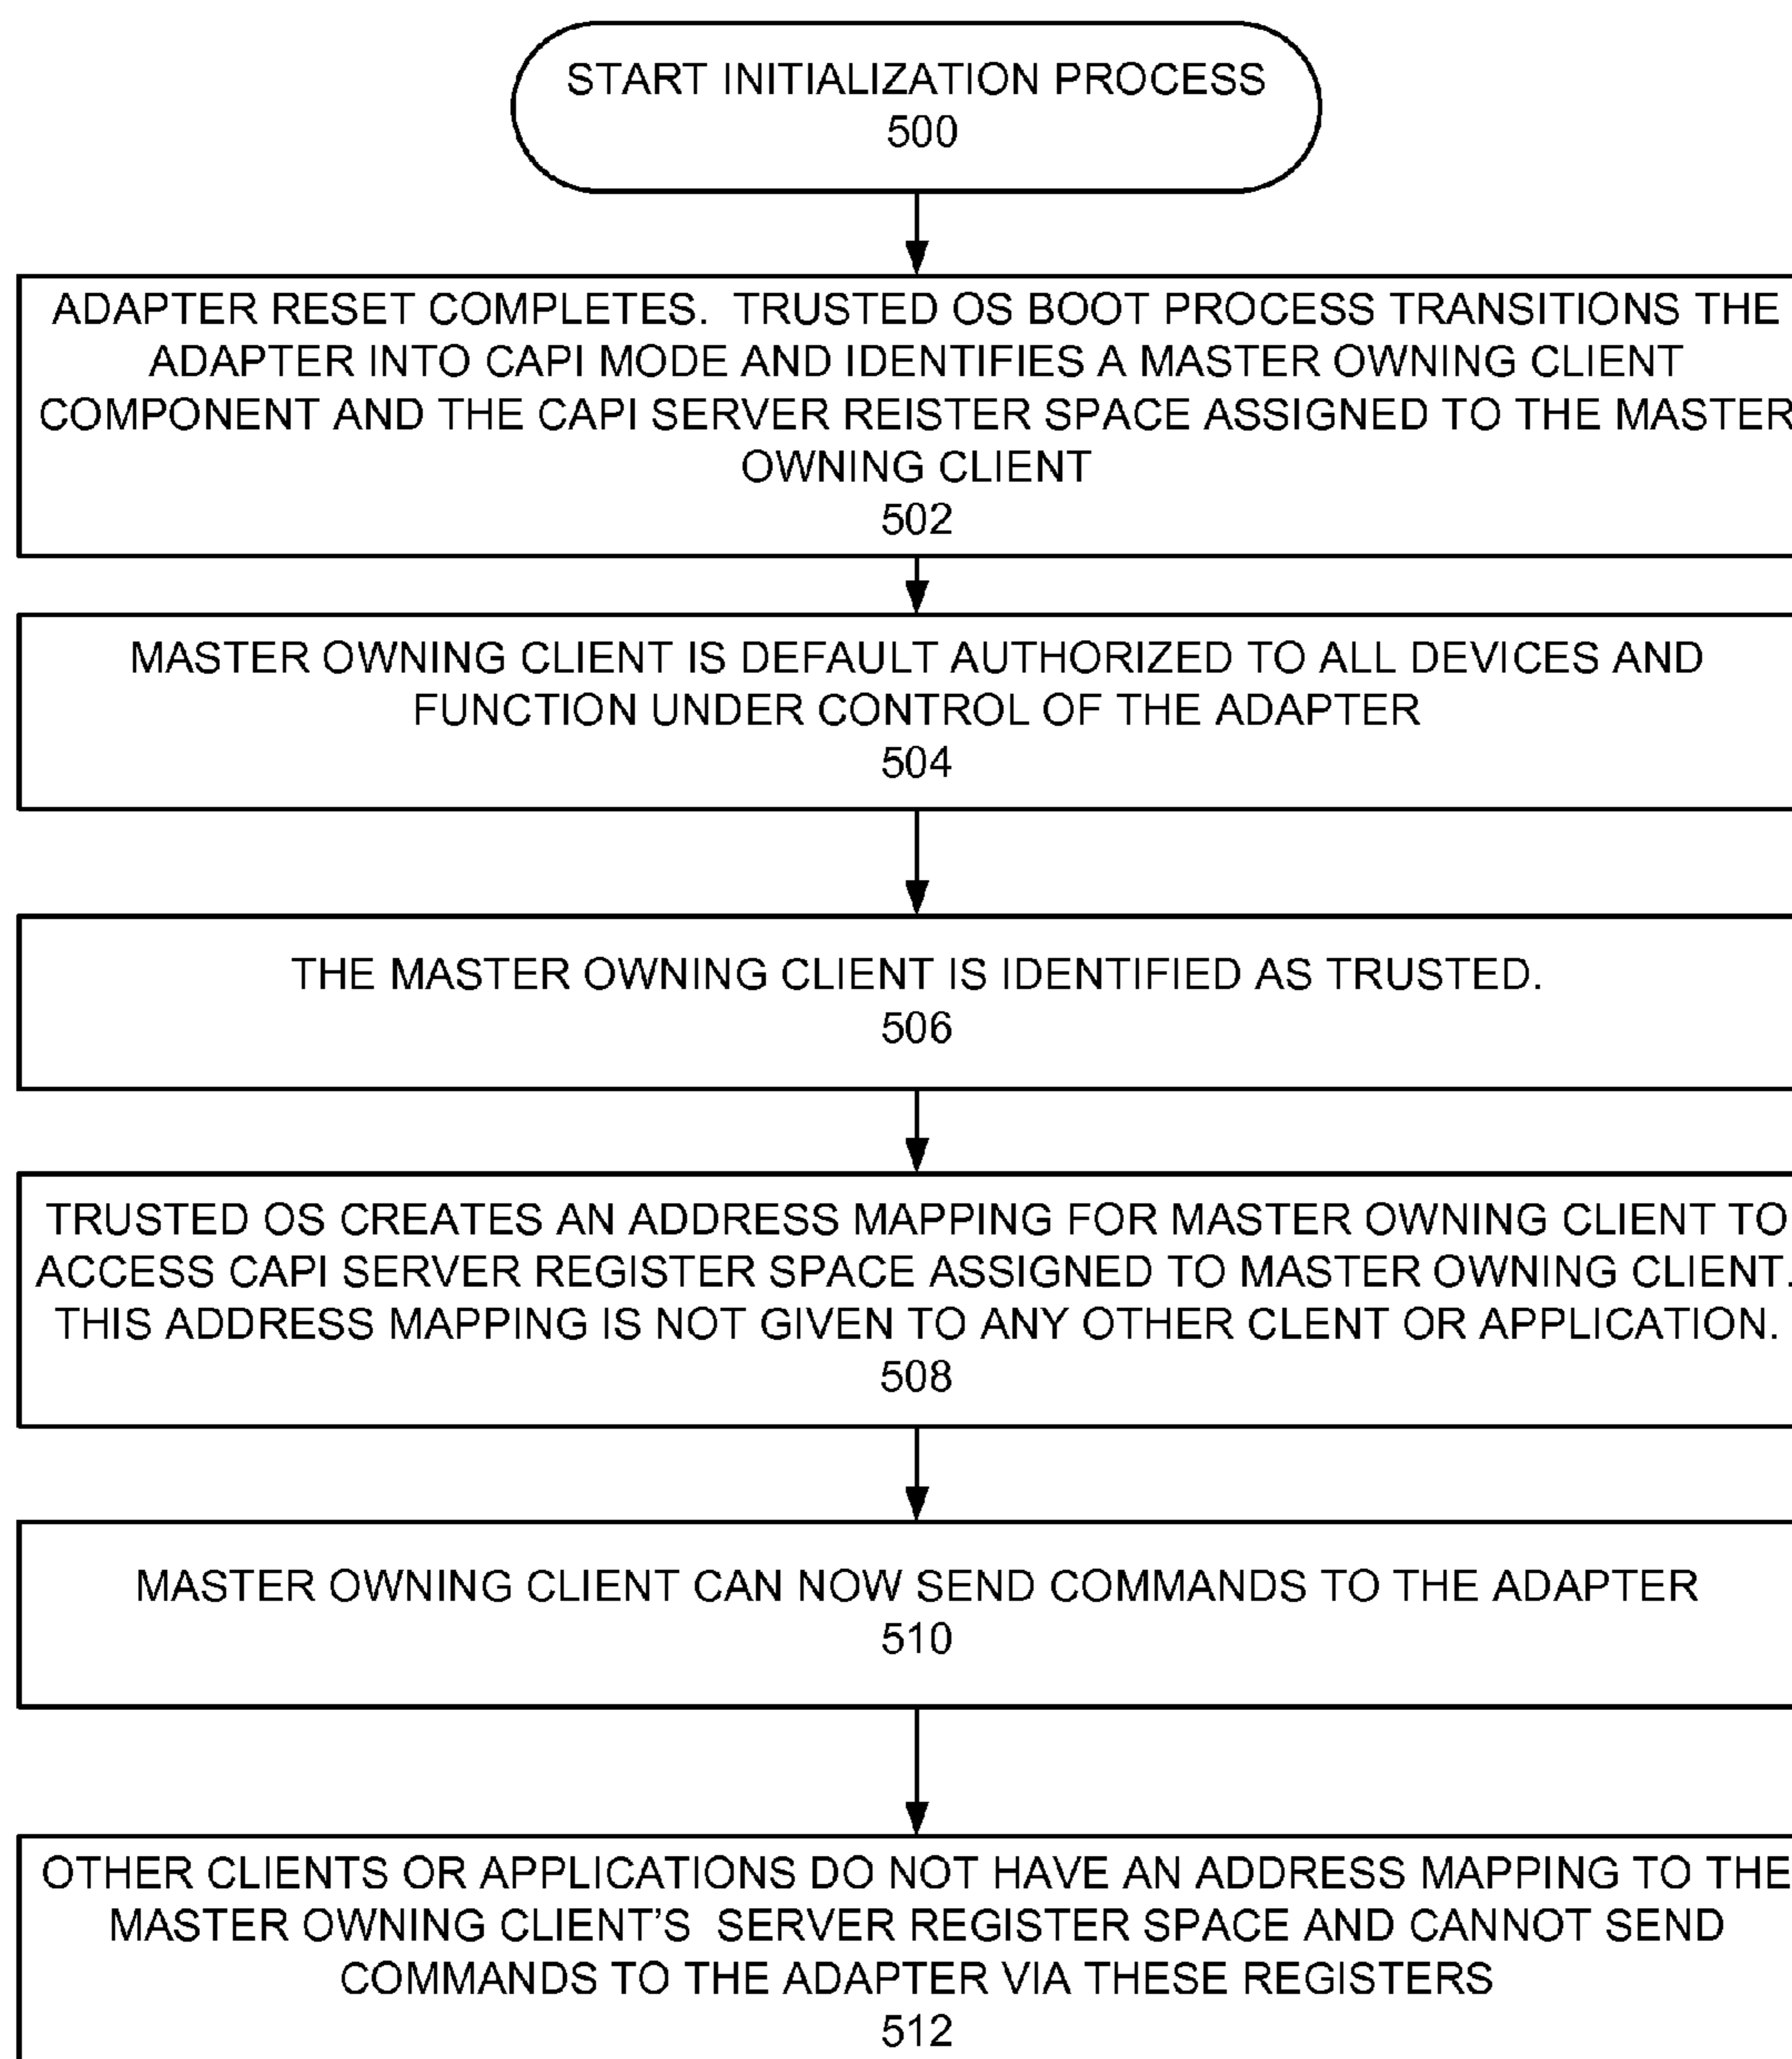 START INITIALIZATION PROCESS
500
ADAPTER RESET COMPLETES. TRUSTED OS BOOT PROCESS TRANSITIONS THE
ADAPTER INTO CAPI MODE AND IDENTIFIES A MASTER OWNING CLIENT
COMPONENT AND THE CAPI SERVER REISTER SPACE ASSIGNED TO THE MASTER
OWNING CLIENT
502
MASTER OWNING CLIENT IS DEFAULT AUTHORIZED TO ALL DEVICES AND
FUNCTION UNDER CONTROL OF THE ADAPTER
504
THE MASTER OWNING CLIENT IS IDENTIFIED AS TRUSTED.
506
TRUSTED OS CREATES AN ADDRESS MAPPING FOR MASTER OWNING CLIENT TO
ACCESS CAPI SERVER REGISTER SPACE ASSIGNED TO MASTER OWNING CLIENT.
THIS ADDRESS MAPPING IS NOT GIVEN TO ANY OTHER CLENT OR APPLICATION.
508
MASTER OWNING CLIENT CAN NOW SEND COMMANDS TO THE ADAPTER
510
OTHER CLIENTS OR APPLICATIONS DO NOT HAVE AN ADDRESS MAPPING TO THE
MASTER OWNING CLIENT'S SERVER REGISTER SPACE AND CANNOT SEND
COMMANDS TO THE ADAPTER VIA THESE REGISTERS
512